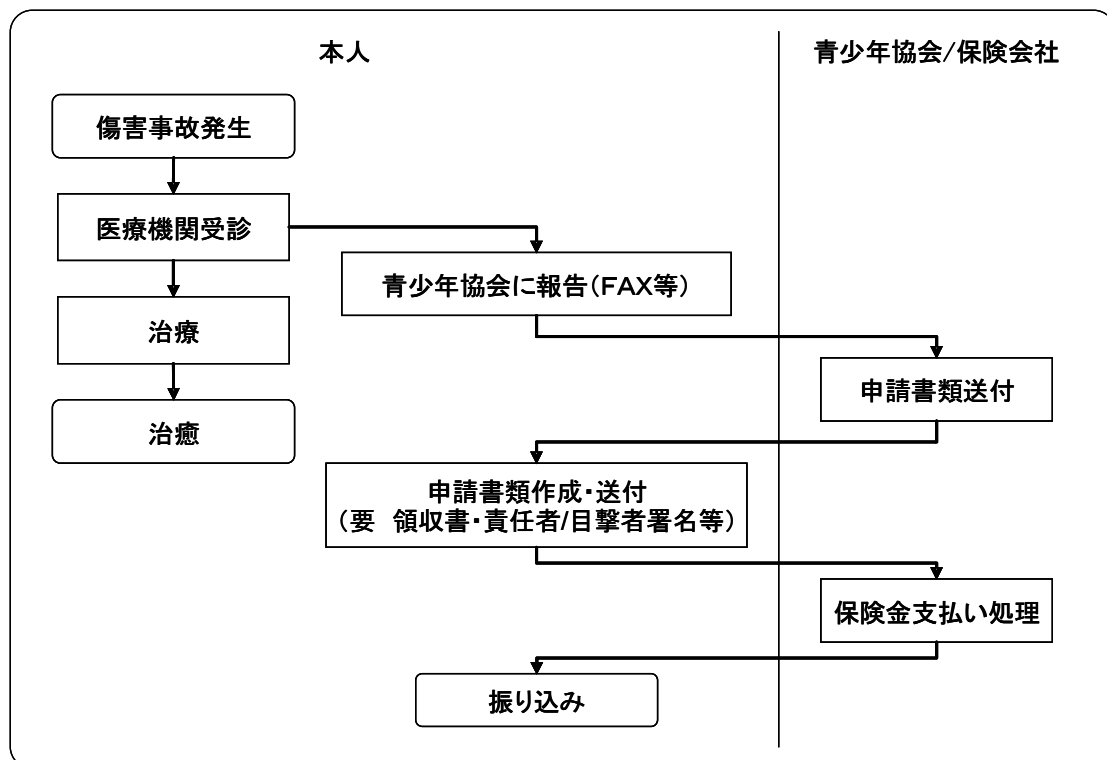 本人
青少年協会/保険会社
傷害事故発生
医療機関受診
青少年協会に報告(FAX等)
治療
申請書類送付
治癒
申請書類作成・送付
(要 領収書・責任者/目撃者署名等)
保険金支払い処理
振り込み